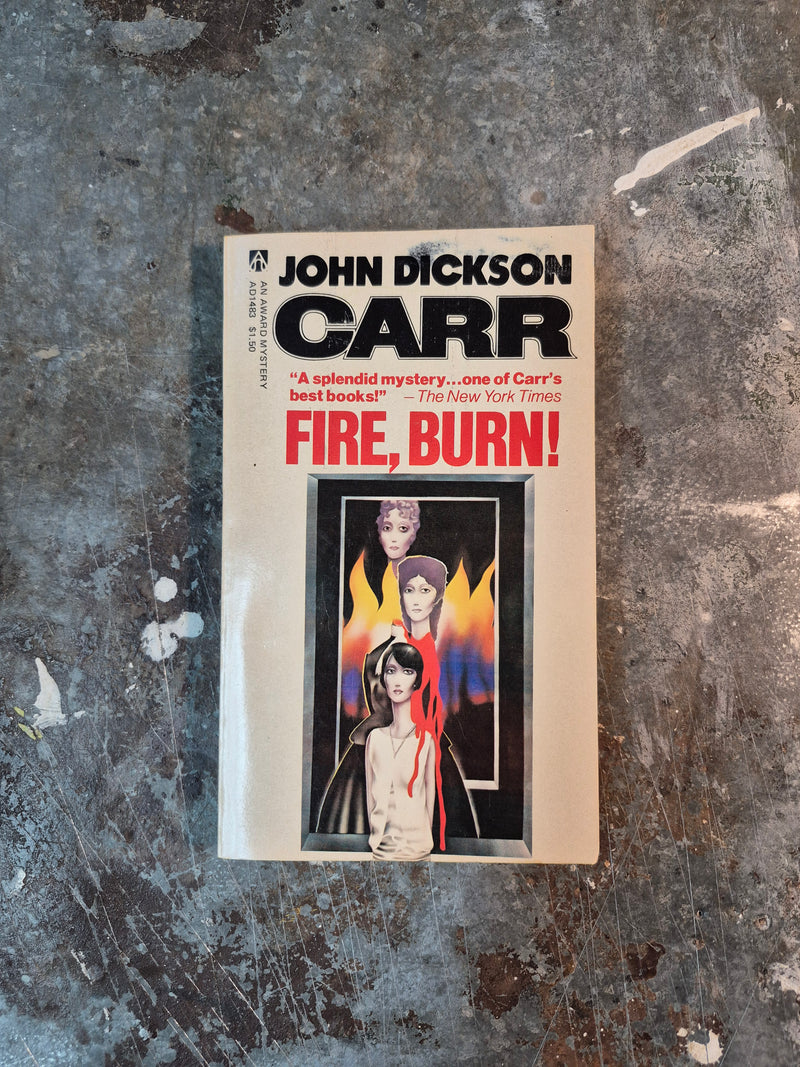 AN AWARD MYSTERY
AD1483 $1.50
JOHN DICKSON
CARR
“A splendid mystery...one of Carr's
best books!” – The New York Times
FIRE, BURN!